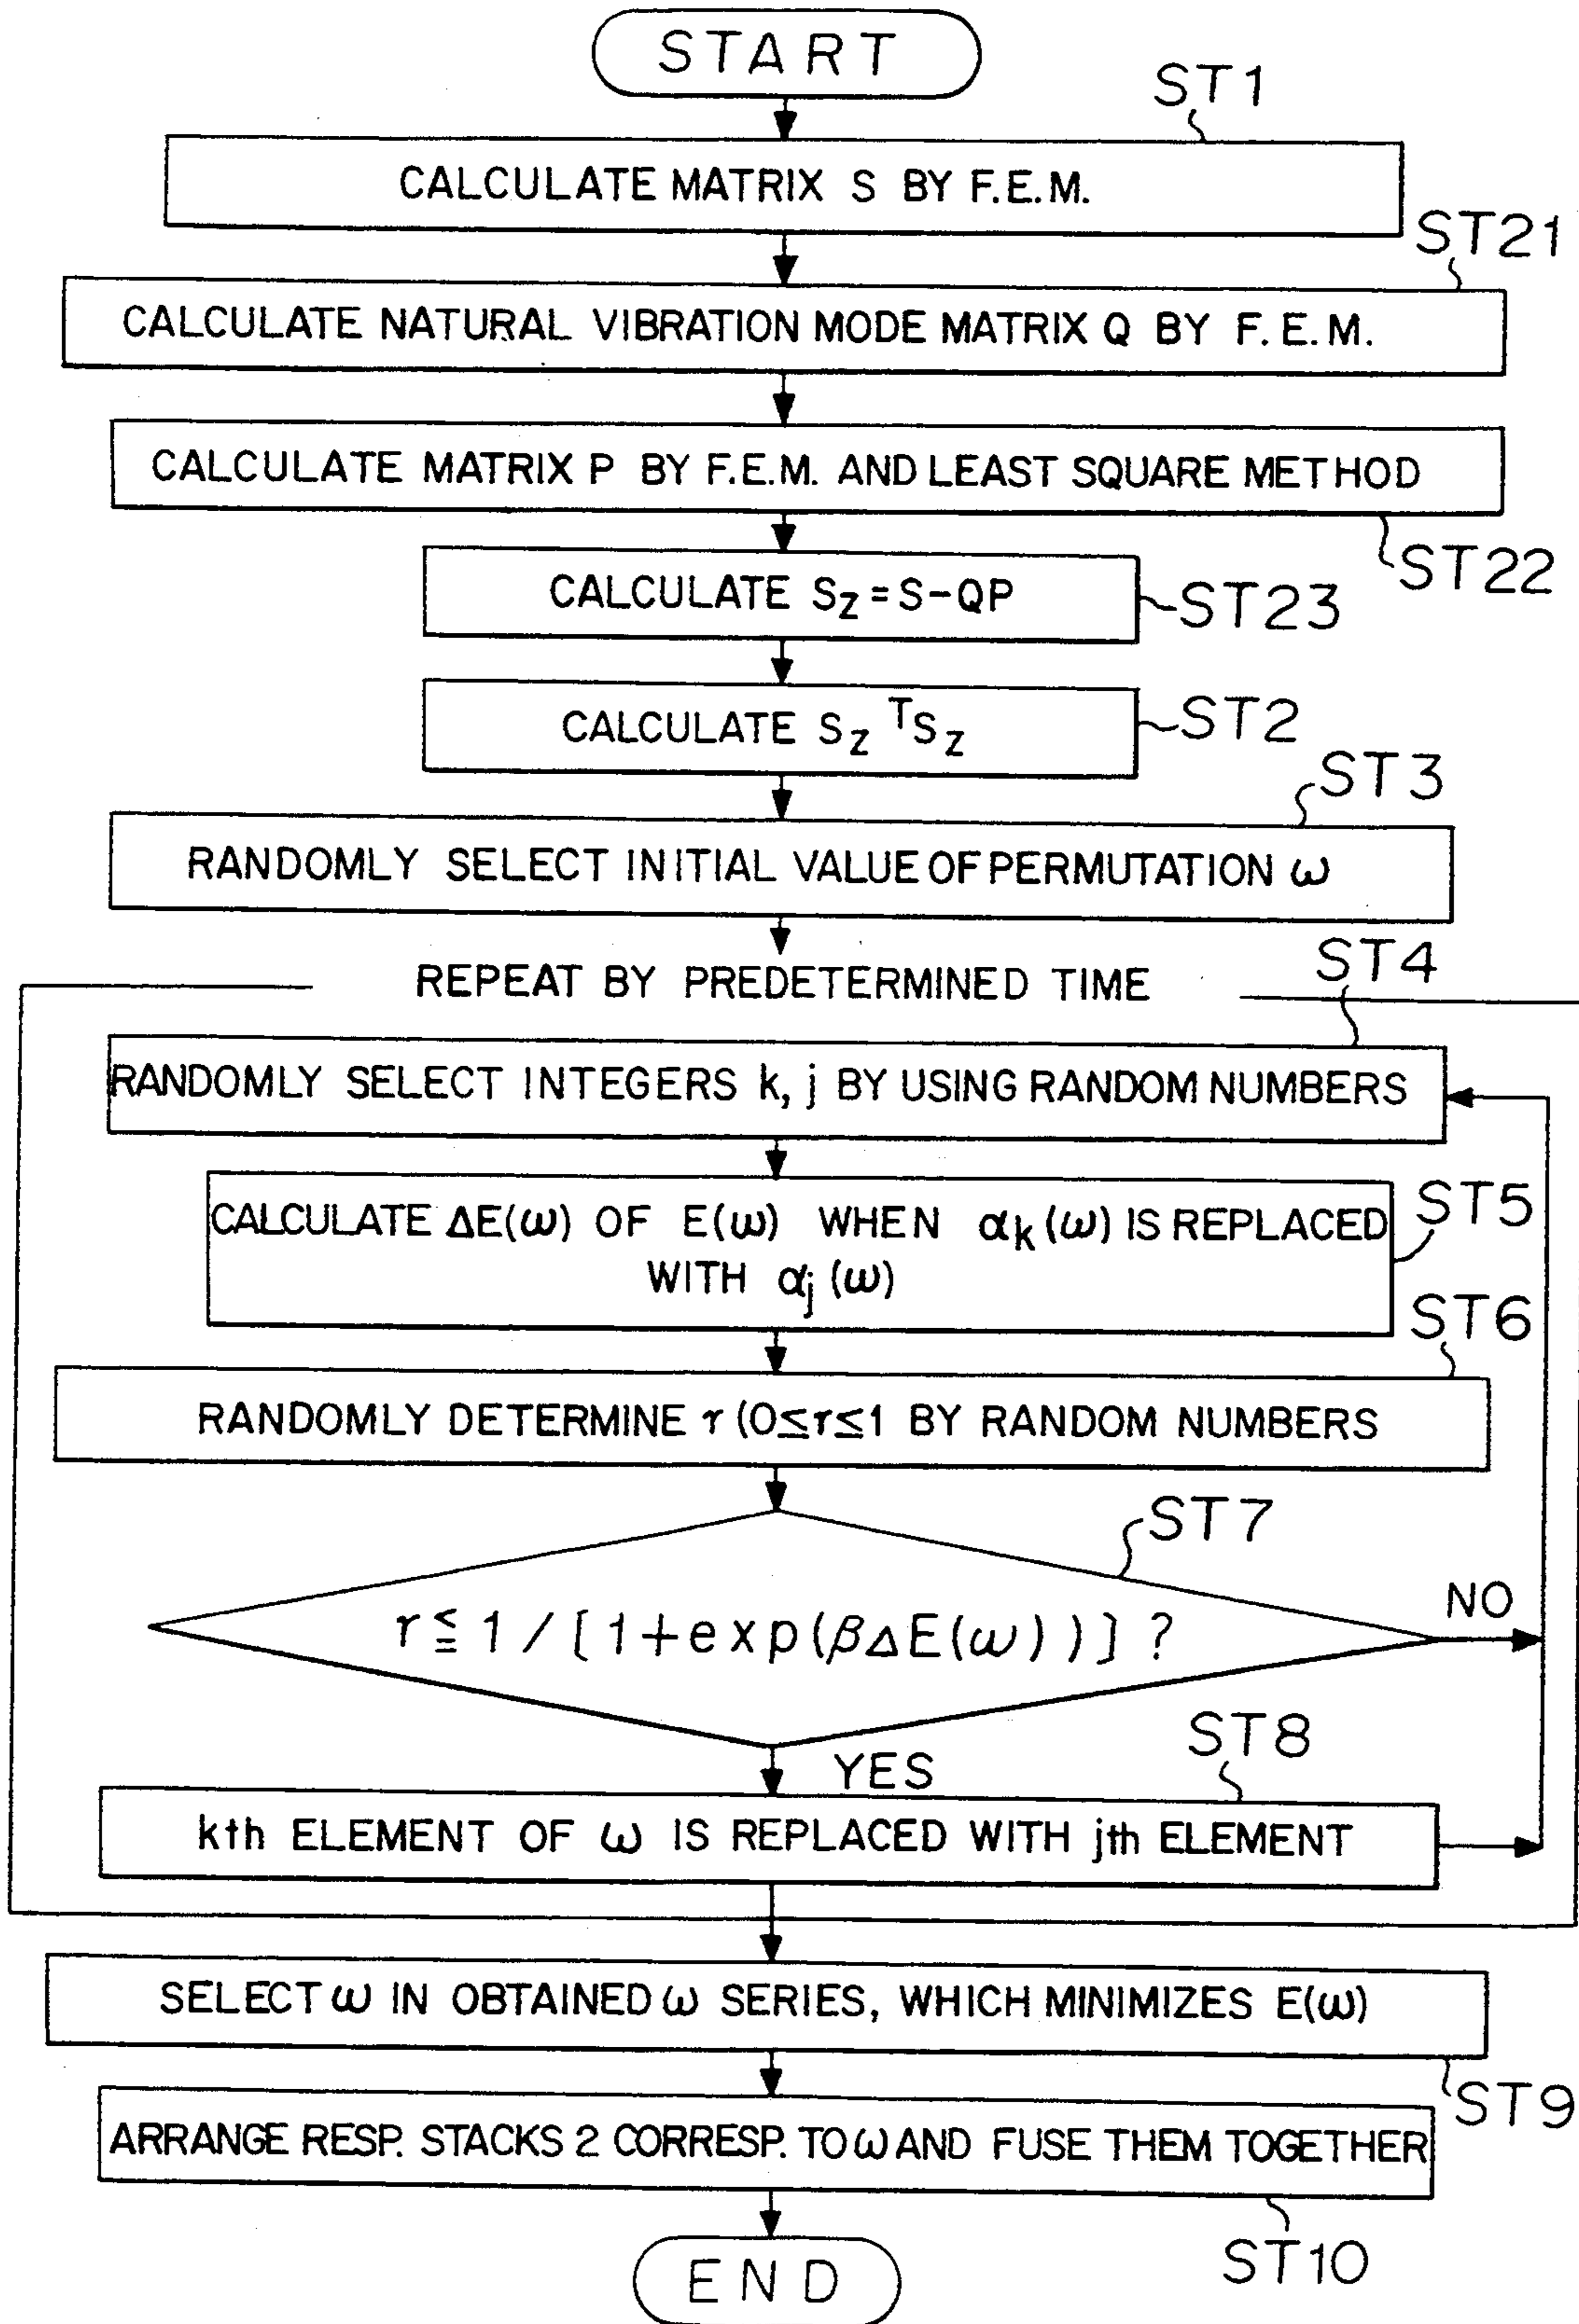 START
ST1
CALCULATE MATRIX S BY F.E.M.
ST21
CALCULATE NATURAL VIBRATION MODE MATRIX Q BY F.E.M.
CALCULATE MATRIX P BY F.E.M. AND LEAST SQUARE METHOD
ST22
CALCULATE Sz=S-QP
ST23
CALCULATE Sz ᵀSz
ST2
ST3
RANDOMLY SELECT INITIAL VALUE OF PERMUTATION ω
REPEAT BY PREDETERMINED TIME
ST4
RANDOMLY SELECT INTEGERS k, j BY USING RANDOM NUMBERS
CALCULATE ΔE(ω) OF E(ω) WHEN αk(ω) IS REPLACED
WITH αj(ω)
ST5
ST6
RANDOMLY DETERMINE r (0≤r≤1 BY RANDOM NUMBERS
ST7
r≦1/[1+exp(βΔE(ω))]?
NO
YES
ST8
kth ELEMENT OF ω IS REPLACED WITH jth ELEMENT
SELECT ω IN OBTAINED ω SERIES, WHICH MINIMIZES E(ω)
ST9
ARRANGE RESP. STACKS 2 CORRESP. TO ω AND FUSE THEM TOGETHER
ST10
END